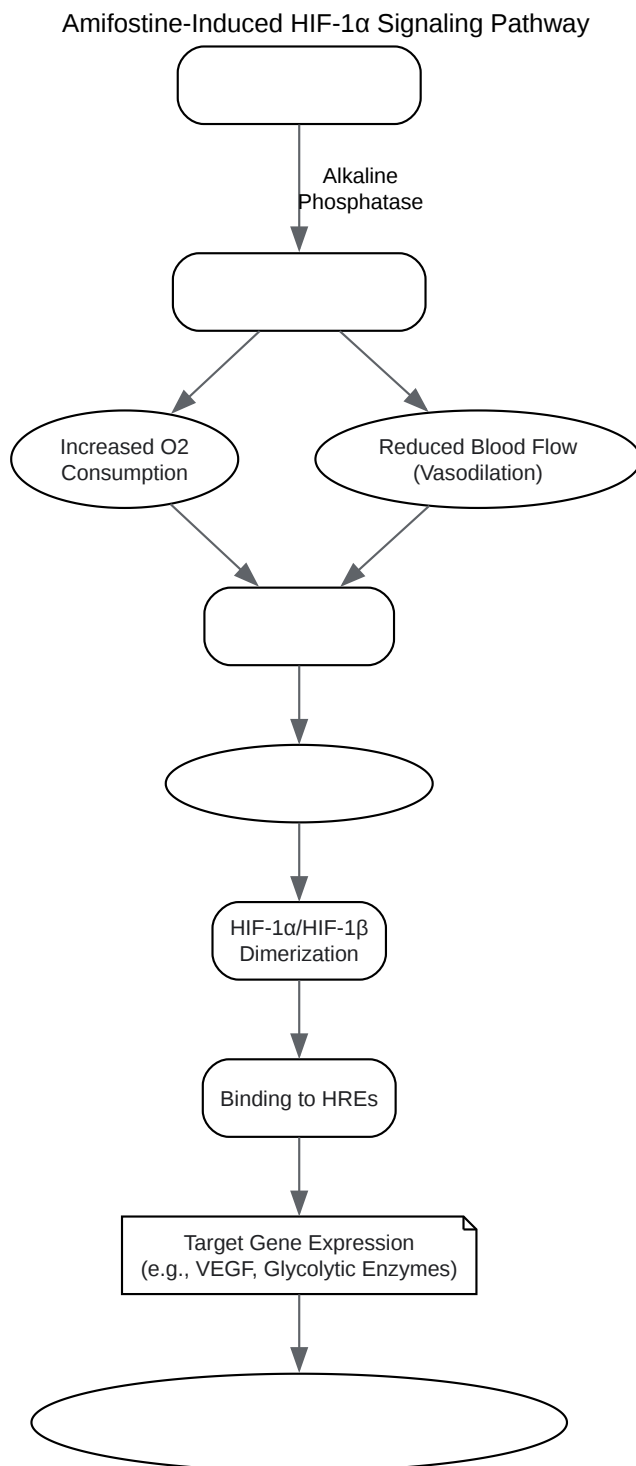 Amifostine-Induced HIF-1α Signaling Pathway
Alkaline
Phosphatase
Increased O2
Consumption
Reduced Blood Flow
(Vasodilation)
HIF-1α/HIF-1β
Dimerization
Binding to HREs
Target Gene Expression
(e.g., VEGF, Glycolytic Enzymes)